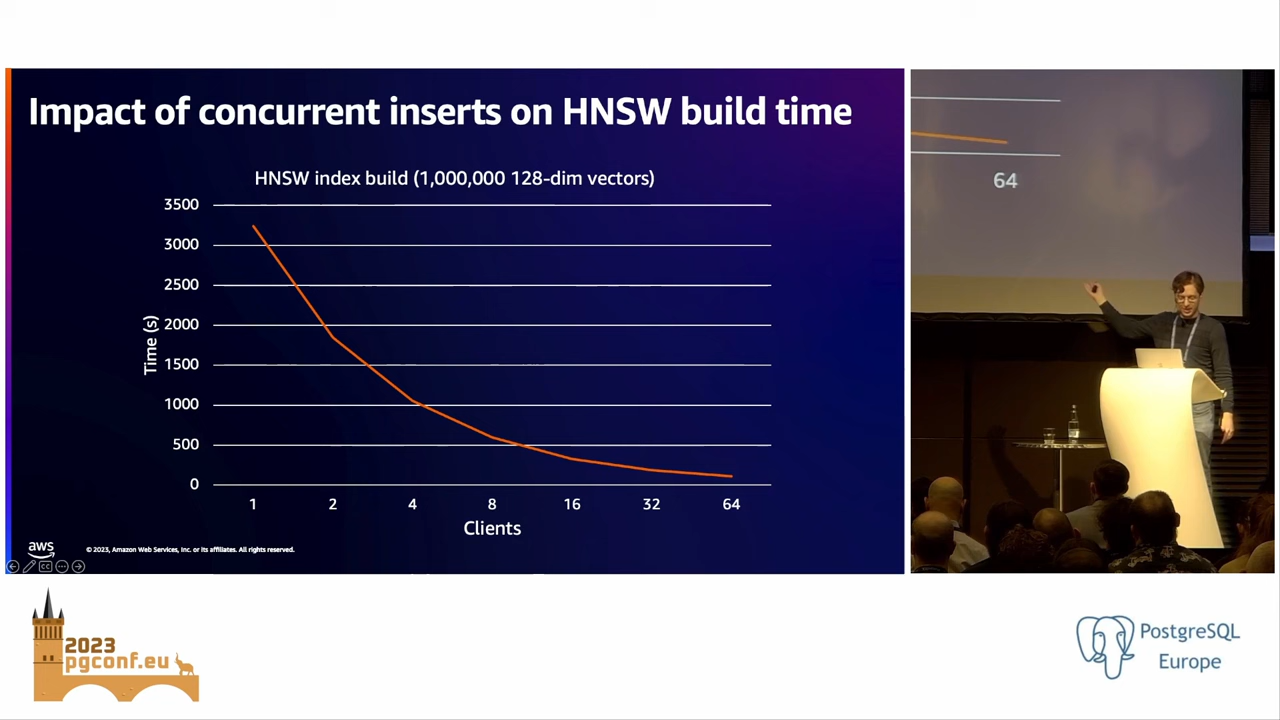 Impact of concurrent inserts on HNSW build time
HNSW index build (1,000,000 128-dim vectors)
3500
3000
2500
2000
1500
1000
500
0
Time (s)
1 2 4 8 16 32 64
Clients
aws
© 2023, Amazon Web Services, Inc. or its affiliates. All rights reserved.
CC
64
2023
pgconf.eu
PostgreSQL
Europe